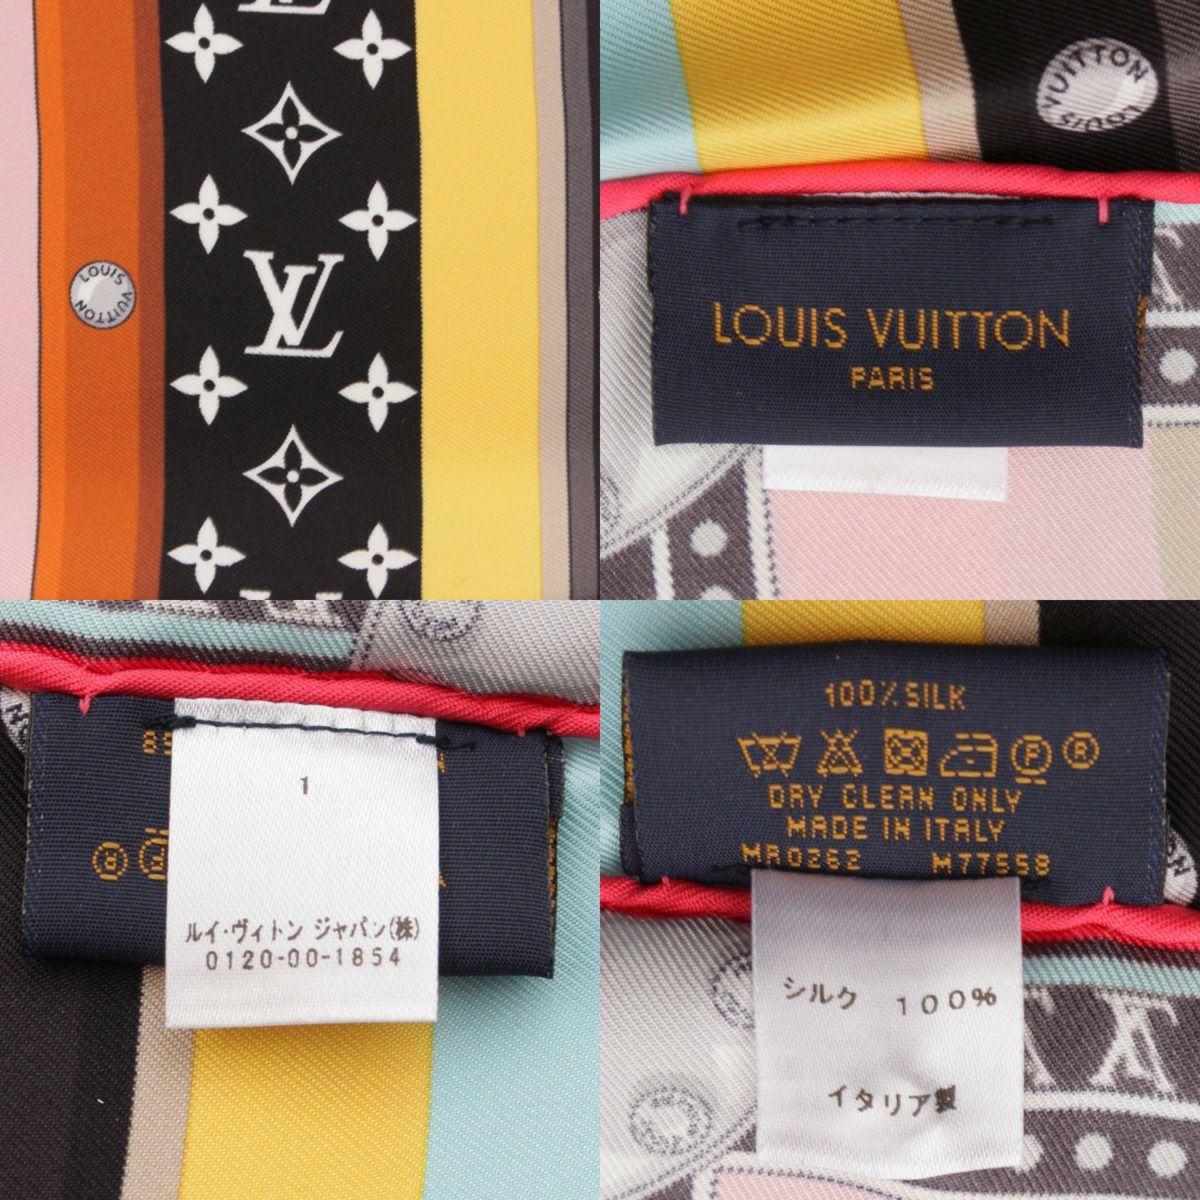 LV
LOUIS VUITTON
VUITTON
LOUIS
LOUIS VUITTON
PARIS
1
ルイ・ヴィトン ジャパン(株)
0120-00-1854
100% SILK
P R
DRY CLEAN ONLY
MADE IN ITALY
MR0262 M77558
シルク 100%
イタリア製